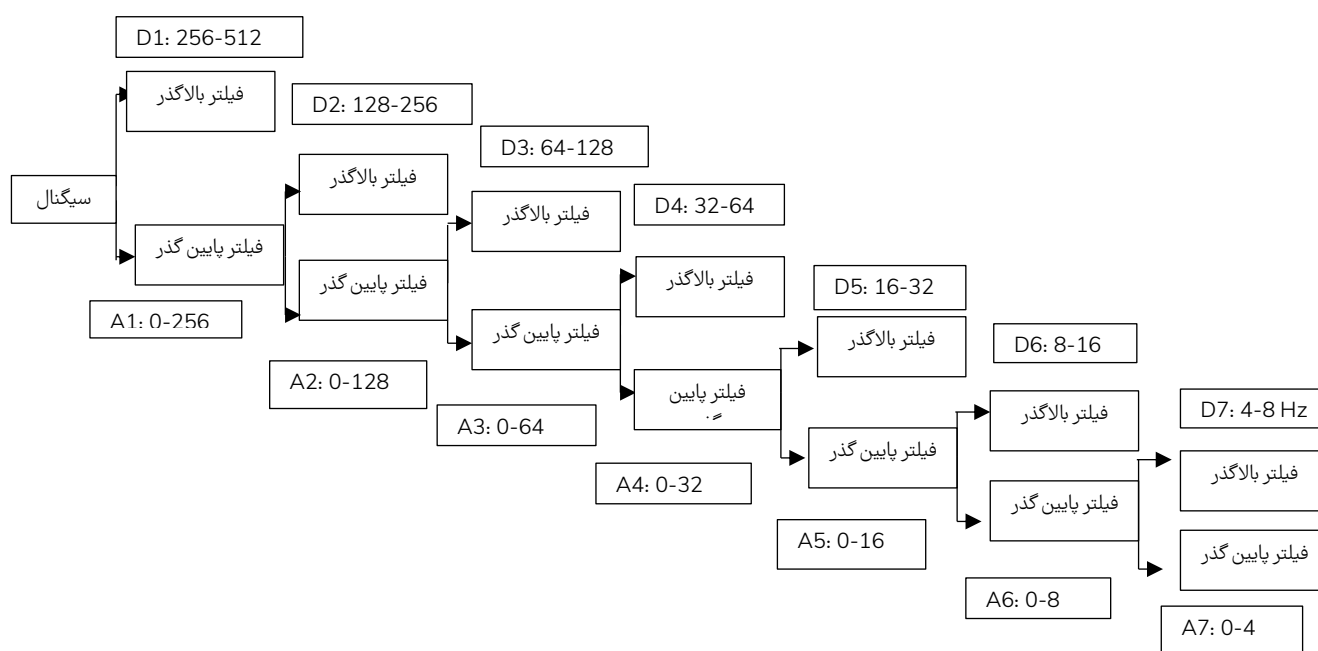 D1: 256-512
فیلتر بالاگذر
D2: 128-256
D3: 64-128
فیلتر بالاگذر
سیگنال
فیلتر بالاگذر
D4: 32-64
فیلتر پایین گذر
فیلتر پایین گذر
فیلتر بالاگذر
D5: 16-32
A1: 0-256
فیلتر پایین گذر
فیلتر بالاگذر
D6: 8-16
A2: 0-128
فیلتر پایین
فیلتر بالاگذر
D7: 4-8 Hz
A3: 0-64
فیلتر پایین گذر
فیلتر بالاگذر
A4: 0-32
فیلتر پایین گذر
A5: 0-16
فیلتر پایین گذر
A6: 0-8
A7: 0-4